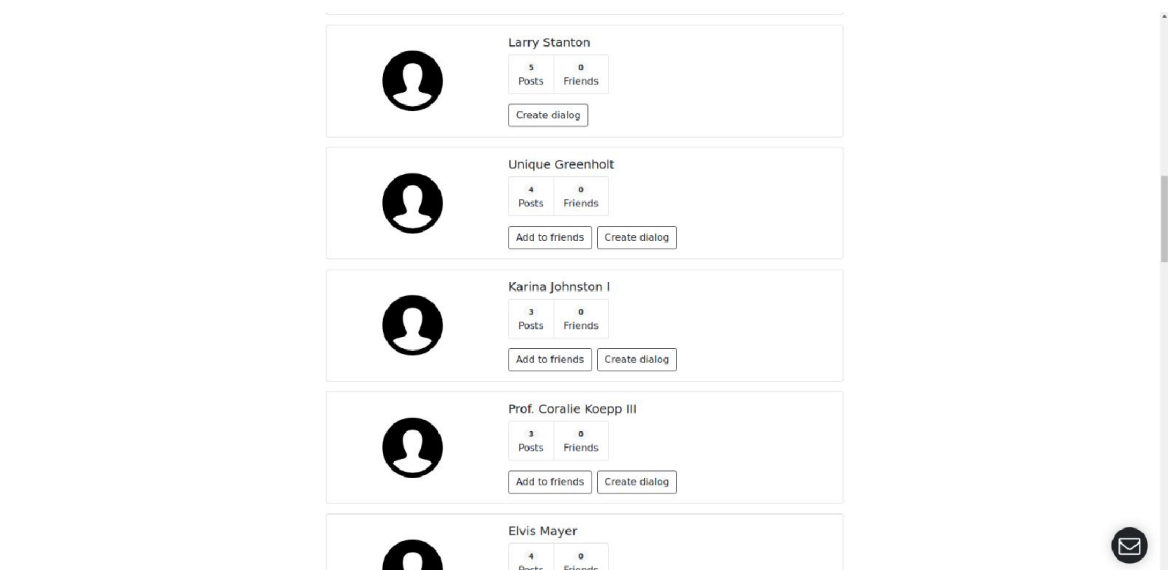 Larry Stanton
5 0
Posts Friends
Create dialog
Unique Greenholt
4 0
Posts Friends
Add to friends Create dialog
Karina Johnston I
3 0
Posts Friends
Add to friends Create dialog
Prof. Coralie Koepp III
3 0
Posts Friends
Add to friends Create dialog
Elvis Mayer
4 0
Posts Friends